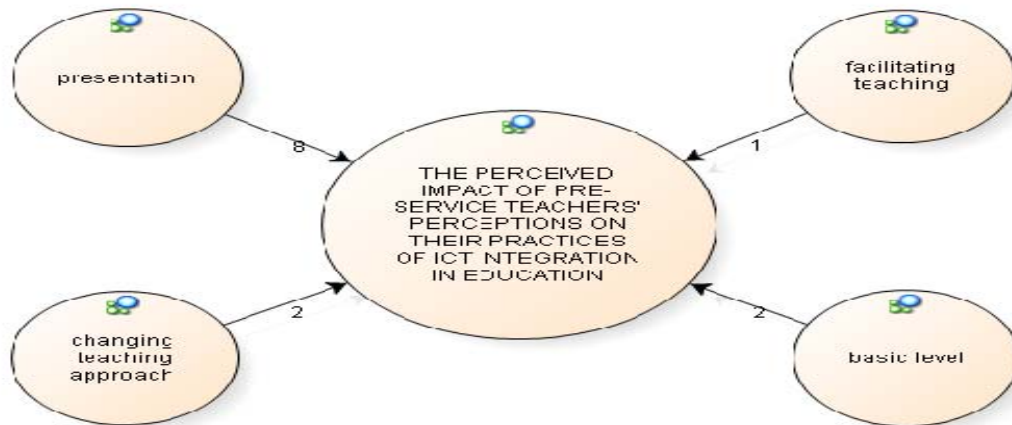 presentation
facilitating
teaching
8
1
THE PERCEIVED
IMPACT OF PRE-
SERVICE TEACHERS'
PERCEPTIONS ON
THEIR PRACTICES
OF ICT INTEGRATION
IN EDUCATION
2
2
changing
teaching
approach
basic level